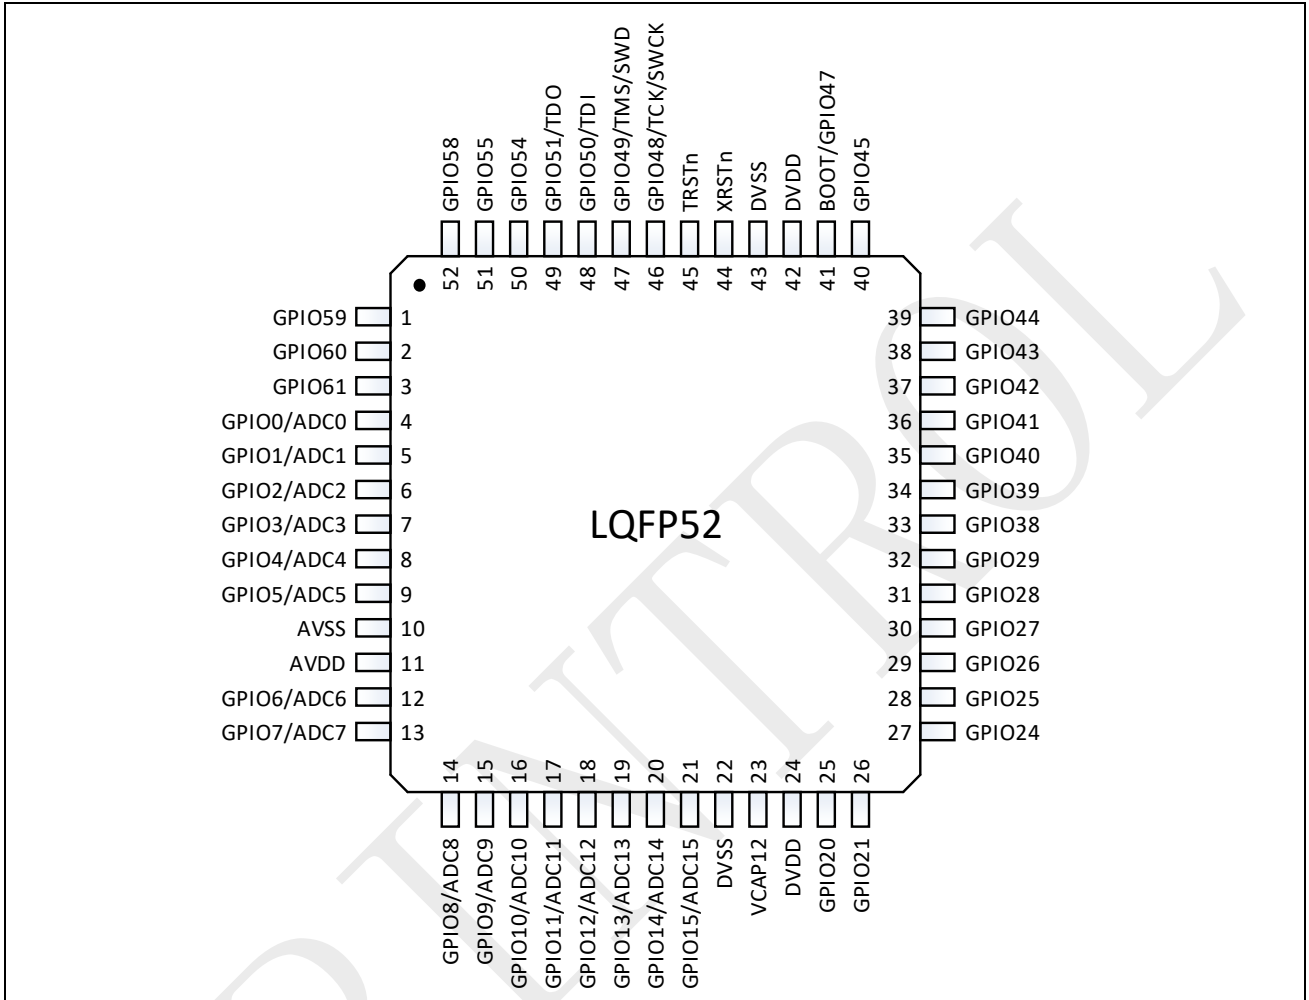 GPIO58
GPIO55
GPIO54
GPIO51/TDO
GPIO50/TDI
GPIO49/TMS/SWD
GPIO48/TCK/SWCK
TRSTn
XRSTn
DVSS
DVDD
BOOT/GPIO47
GPIO45
52
51
50
49
48
47
46
45
44
43
42
41
40
GPIO59 1
GPIO60 2
GPIO61 3
GPIO0/ADC0 4
GPIO1/ADC1 5
GPIO2/ADC2 6
GPIO3/ADC3 7
GPIO4/ADC4 8
GPIO5/ADC5 9
AVSS 10
AVDD 11
GPIO6/ADC6 12
GPIO7/ADC7 13
LQFP52
39 GPIO44
38 GPIO43
37 GPIO42
36 GPIO41
35 GPIO40
34 GPIO39
33 GPIO38
32 GPIO29
31 GPIO28
30 GPIO27
29 GPIO26
28 GPIO25
27 GPIO24
14
15
16
17
18
19
20
21
22
23
24
25
26
GPIO8/ADC8
GPIO9/ADC9
GPIO10/ADC10
GPIO11/ADC11
GPIO12/ADC12
GPIO13/ADC13
GPIO14/ADC14
GPIO15/ADC15
DVSS
VCAP12
DVDD
GPIO20
GPIO21